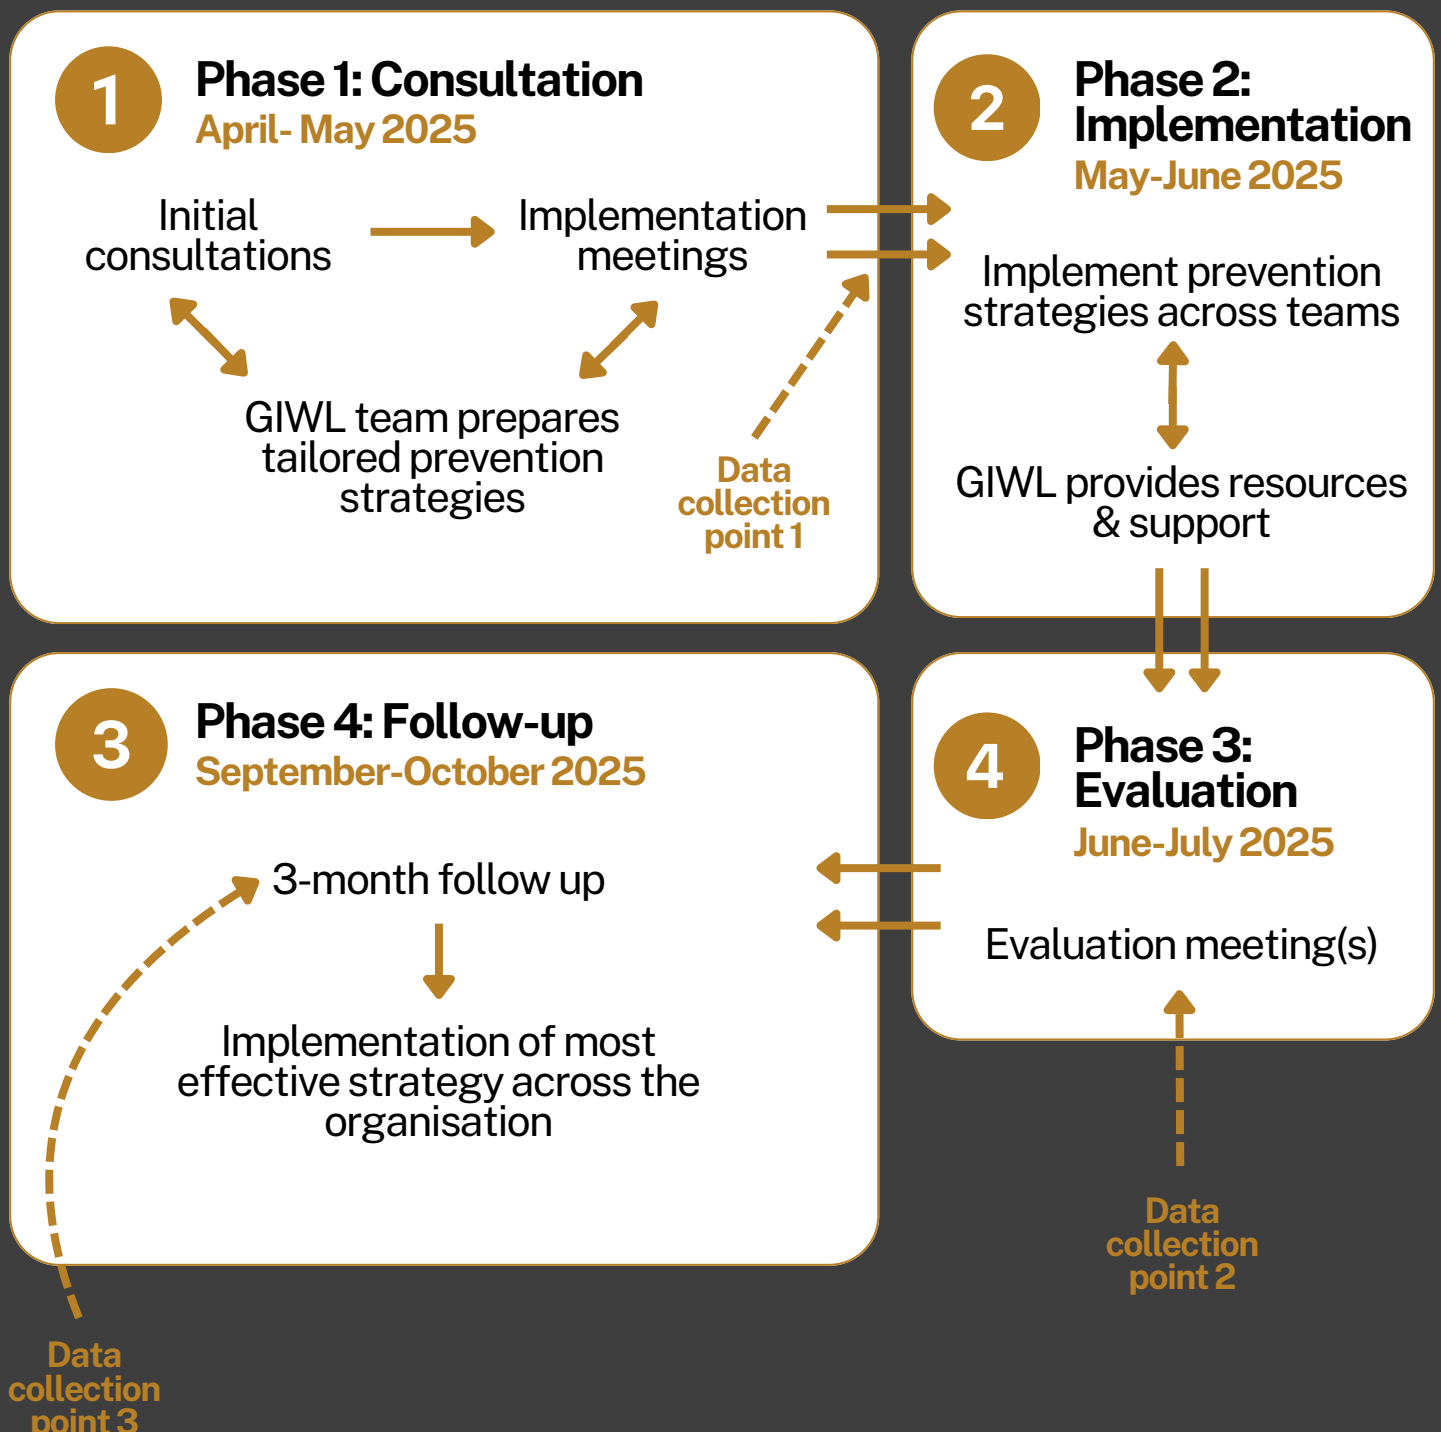 1
Phase 1: Consultation
April- May 2025
Initial
consultations
Implementation
meetings
GIWL team prepares
tailored prevention
strategies
Data
collection
point 1
2
Phase 2:
Implementation
May-June 2025
Implement prevention
strategies across teams
GIWL provides resources
& support
3
Phase 4: Follow-up
September-October 2025
3-month follow up
Implementation of most
effective strategy across the
organisation
4
Phase 3:
Evaluation
June-July 2025
Evaluation meeting(s)
Data
collection
point 2
Data
collection
point 3